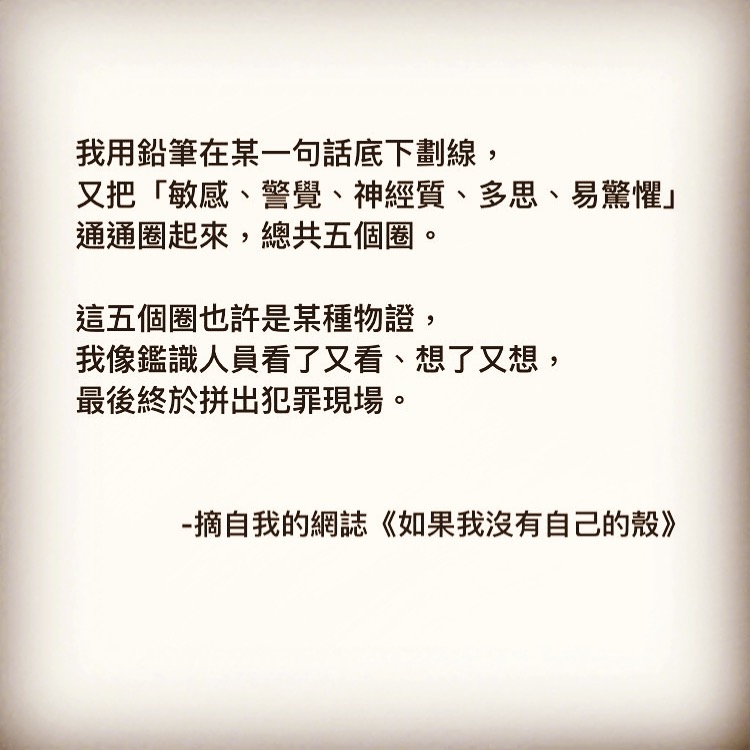 我用鉛筆在某一句話底下劃線，
又把「敏感、警覺、神經質、多思、易驚懼」
通通圈起來，總共五個圈。
這五個圈也許是某種物證，
我像鑑識人員看了又看、想了又想，
最後終於拼出犯罪現場。
-摘自我的網誌《如果我沒有自己的殼》